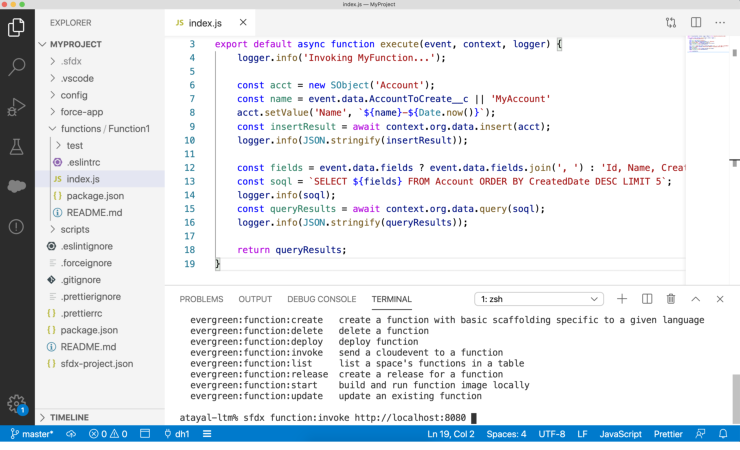 index.js — MyProject
EXPLORER
MYPROJECT
.sfdx
.vscode
config
force-app
functions / Function1
test
.eslintrc
JS index.js
{} package.json
README.md
scripts
.eslintignore
.forceignore
.gitignore
.prettierignore
{} .prettierrc
{} package.json
README.md
{} sfdx-project.json
TIMELINE
1
JS index.js
3 export default async function execute(event, context, logger) {
4 logger.info('Invoking MyFunction...');
5
6 const acct = new SObject('Account');
7 const name = event.data.AccountToCreate__c || 'MyAccount'
8 acct.setValue('Name', `${name}-${Date.now()}`);
9 const insertResult = await context.org.data.insert(acct);
10 logger.info(JSON.stringify(insertResult));
11
12 const fields = event.data.fields ? event.data.fields.join(', ') : 'Id, Name, Creat
13 const soql = `SELECT ${fields} FROM Account ORDER BY CreatedDate DESC LIMIT 5`;
14 logger.info(soql);
15 const queryResults = await context.org.data.query(soql);
16 logger.info(JSON.stringify(queryResults));
17
18 return queryResults;
19 }
PROBLEMS OUTPUT DEBUG CONSOLE TERMINAL 1: zsh
evergreen:function:create create a function with basic scaffolding specific to a given language
evergreen:function:delete delete a function
evergreen:function:deploy deploy function
evergreen:function:invoke send a cloudevent to a function
evergreen:function:list list a space's functions in a table
evergreen:function:release create a release for a function
evergreen:function:start build and run function image locally
evergreen:function:update update an existing function
atayal-ltm% sfdx function:invoke http://localhost:8080
master* 0 0 dh1 Ln 19, Col 2 Spaces: 4 UTF-8 LF JavaScript Prettier